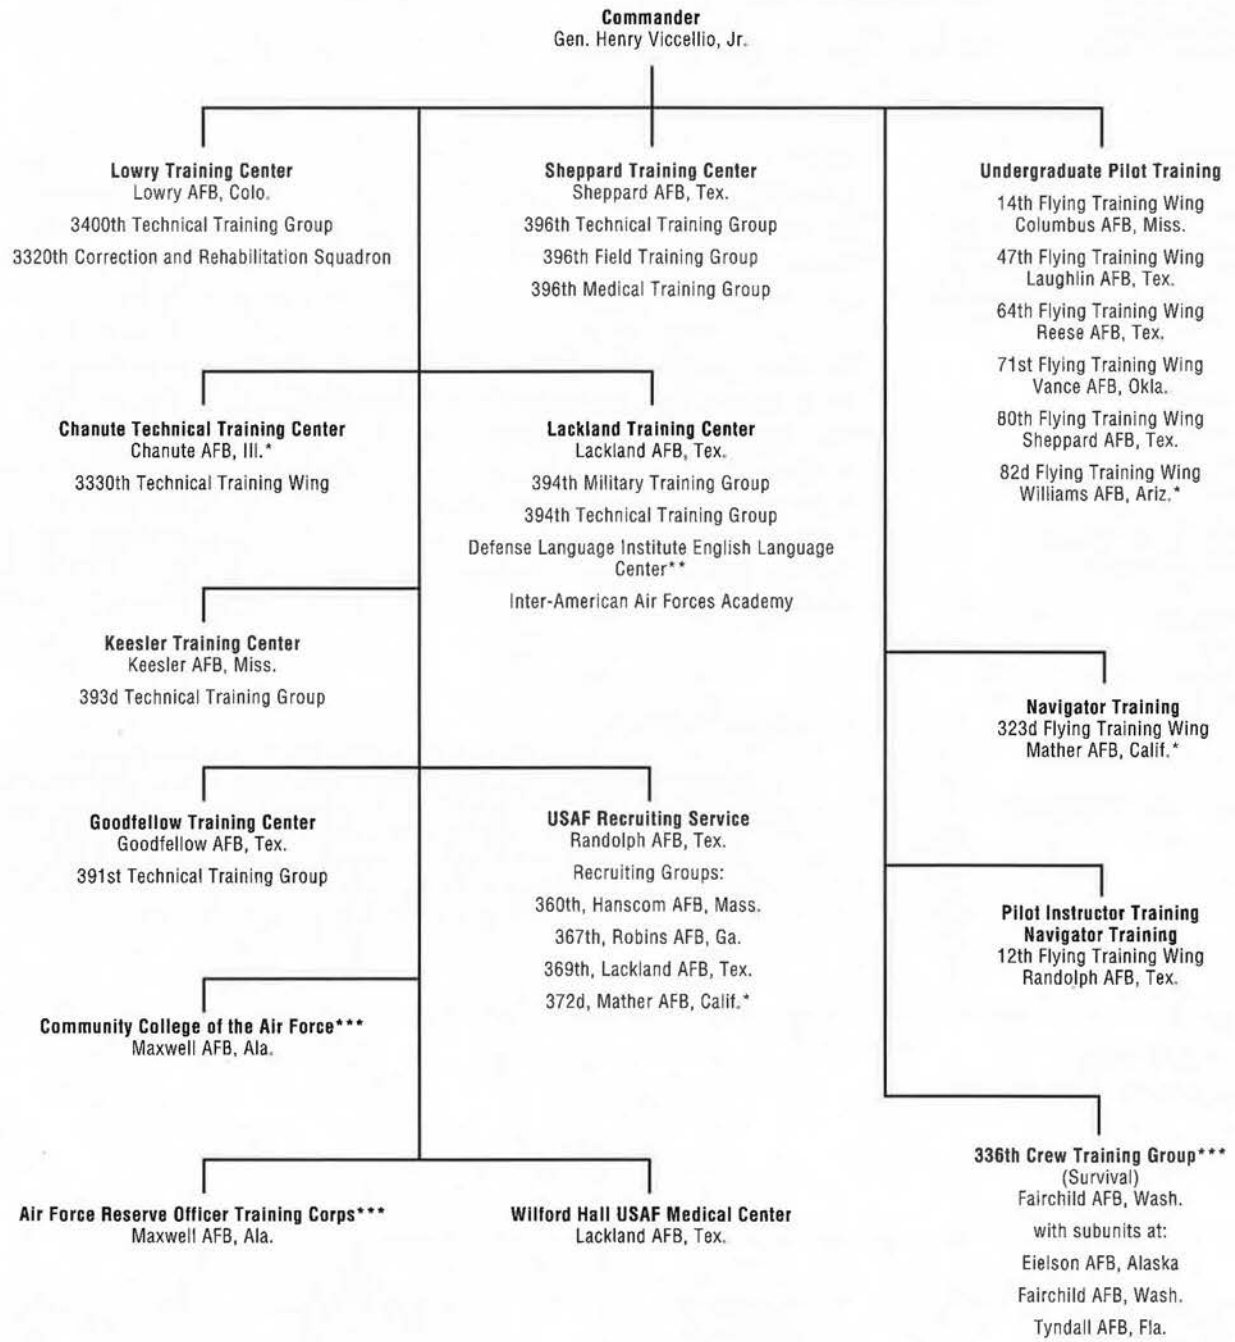 Commander
Gen. Henry Viccellio, Jr.
Lowry Training Center
Lowry AFB, Colo.
3400th Technical Training Group
3320th Correction and Rehabilitation Squadron
Sheppard Training Center
Sheppard AFB, Tex.
396th Technical Training Group
396th Field Training Group
396th Medical Training Group
Undergraduate Pilot Training
14th Flying Training Wing
Columbus AFB, Miss.
47th Flying Training Wing
Laughlin AFB, Tex.
64th Flying Training Wing
Reese AFB, Tex.
71st Flying Training Wing
Vance AFB, Okla.
80th Flying Training Wing
Sheppard AFB, Tex.
82d Flying Training Wing
Williams AFB, Ariz.*
Chanute Technical Training Center
Chanute AFB, Ill.*
3330th Technical Training Wing
Lackland Training Center
Lackland AFB, Tex.
394th Military Training Group
394th Technical Training Group
Defense Language Institute English Language
Center**
Inter-American Air Forces Academy
Keesler Training Center
Keesler AFB, Miss.
393d Technical Training Group
Navigator Training
323d Flying Training Wing
Mather AFB, Calif.*
Goodfellow Training Center
Goodfellow AFB, Tex.
391st Technical Training Group
USAF Recruiting Service
Randolph AFB, Tex.
Recruiting Groups:
360th, Hanscom AFB, Mass.
367th, Robins AFB, Ga.
369th, Lackland AFB, Tex.
372d, Mather AFB, Calif.*
Pilot Instructor Training
Navigator Training
12th Flying Training Wing
Randolph AFB, Tex.
Community College of the Air Force***
Maxwell AFB, Ala.
Air Force Reserve Officer Training Corps***
Maxwell AFB, Ala.
Wilford Hall USAF Medical Center
Lackland AFB, Tex.
336th Crew Training Group***
(Survival)
Fairchild AFB, Wash.
with subunits at:
Eielson AFB, Alaska
Fairchild AFB, Wash.
Tyndall AFB, Fla.